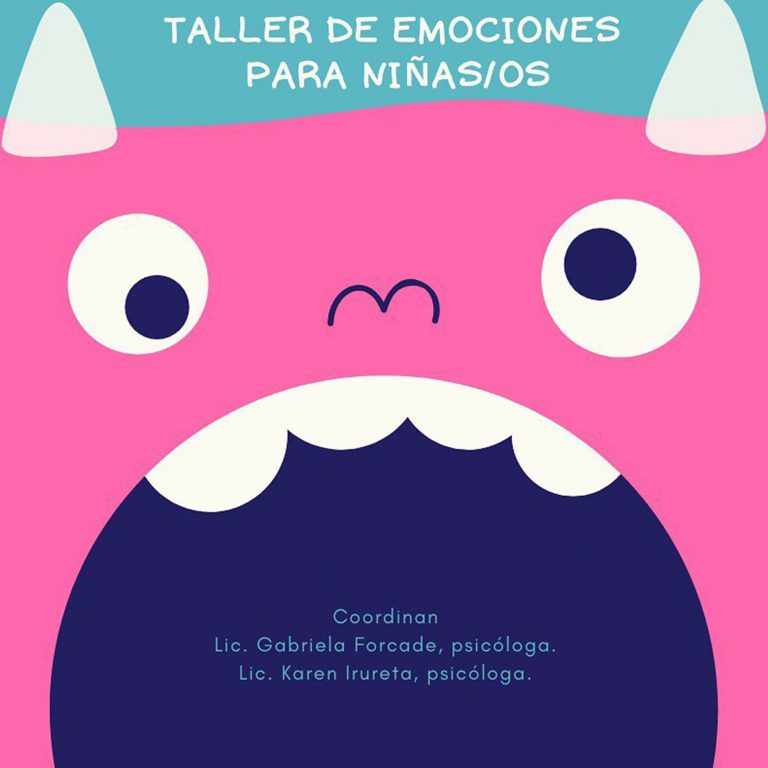 TALLER DE EMOCIONES
PARA NIÑAS/OS
Coordinan
Lic. Gabriela Forcade, psicóloga.
Lic. Karen Irureta, psicóloga.